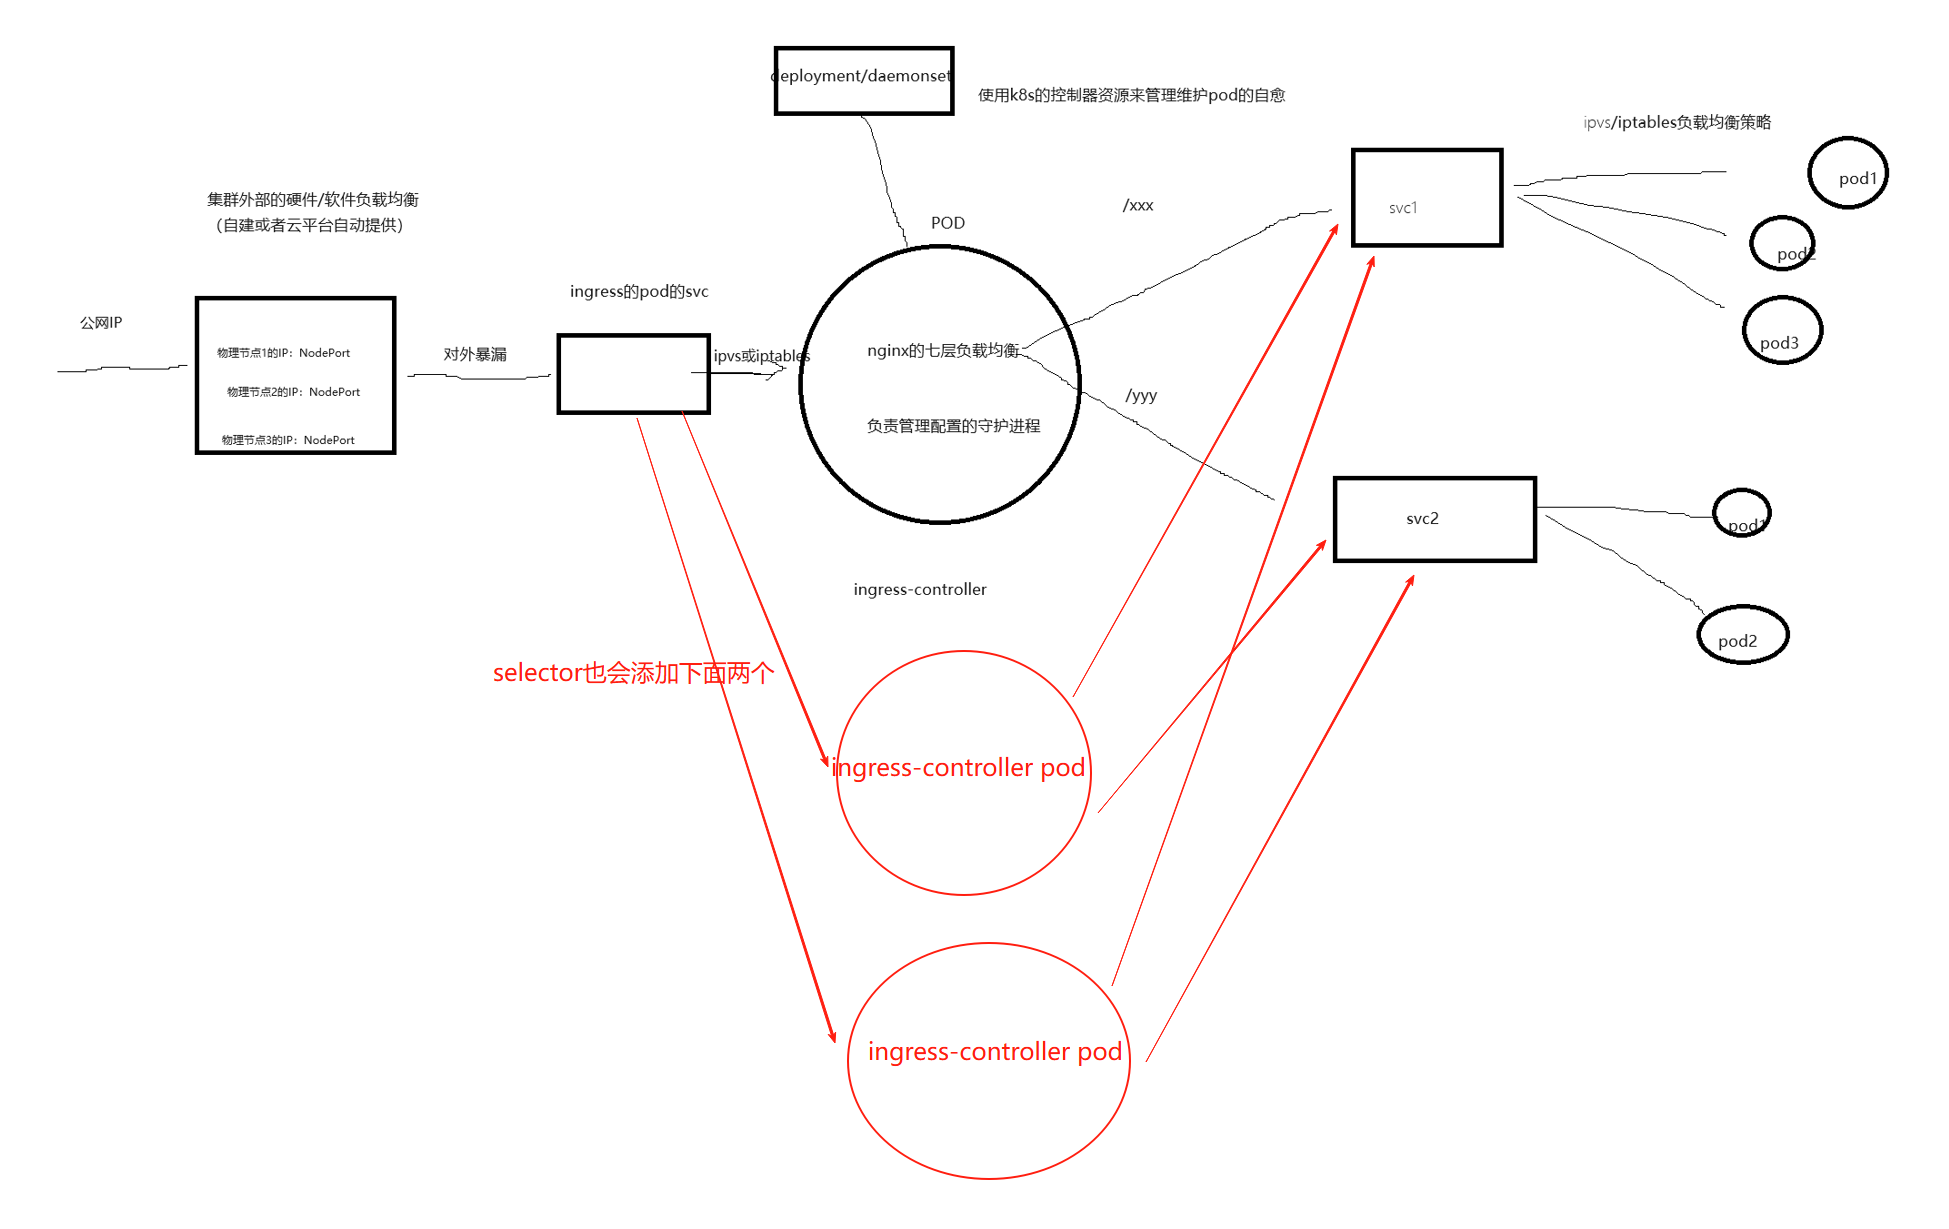 deployment/daemonset
使用k8s的控制器资源来管理维护pod的自愈
ipvs/iptables负载均衡策略
集群外部的硬件/软件负载均衡
（自建或者云平台自动提供）
公网IP
物理节点1的IP：NodePort
物理节点2的IP：NodePort
物理节点3的IP：NodePort
对外暴漏
ingress的pod的svc
ipvs或iptables
POD
nginx的七层负载均衡
负责管理配置的守护进程
ingress-controller
/xxx
/yyy
svc1
pod1
pod2
pod3
svc2
pod1
pod2
selector也会添加下面两个
ingress-controller pod
ingress-controller pod